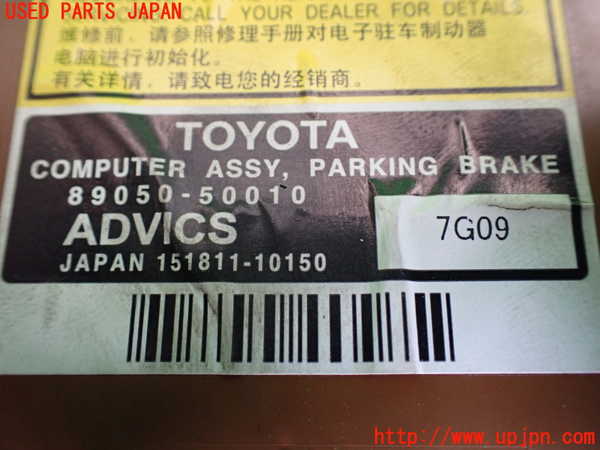 USED PARTS JAPAN
CALL YOUR DEALER FOR DETAILS.
维修前，请参照修理手册对电子驻车制动器
电脑进行初始化。
有关详情，请致电您的经销商。
TOYOTA
COMPUTER ASSY, PARKING BRAKE
89050-50010
ADVICS
7G09
JAPAN 151811-10150
http://www.upjpn.com/